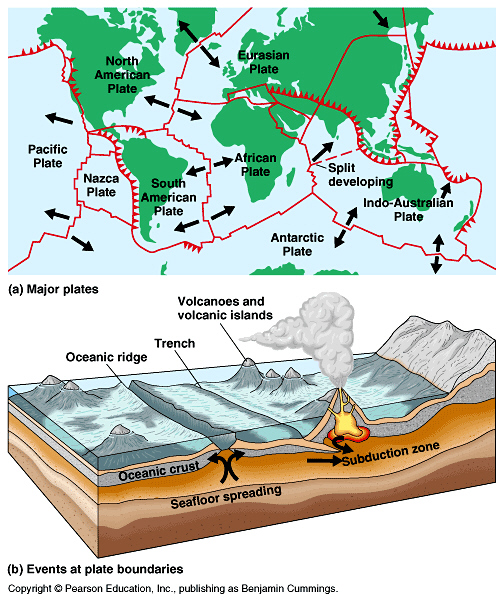 North
American
Plate
Eurasian
Plate
Pacific
Plate
Nazca
Plate
South
American
Plate
African
Plate
Split
developing
Indo-Australian
Plate
Antarctic
Plate
(a) Major plates
Volcanoes and
volcanic islands
Trench
Oceanic ridge
Oceanic crust
Seafloor spreading
Subduction zone
(b) Events at plate boundaries
Copyright © Pearson Education, Inc., publishing as Benjamin Cummings.